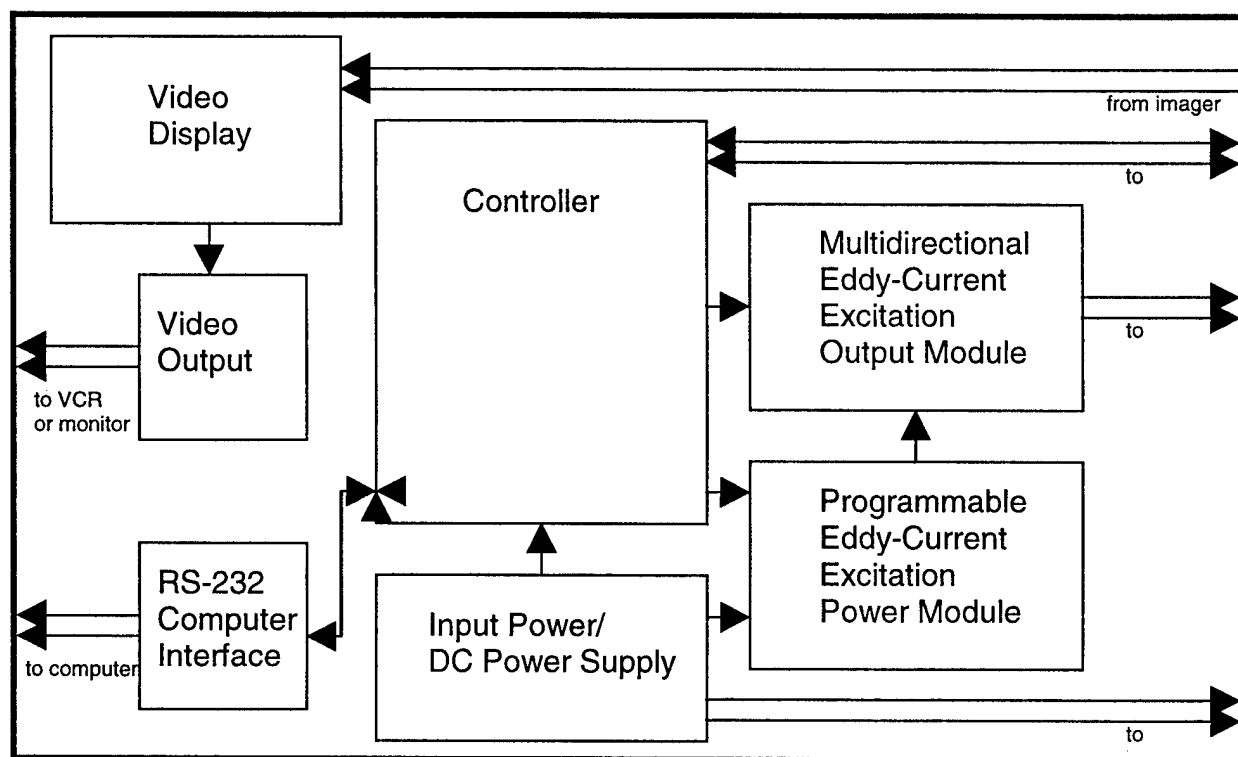 Video
Display
from imager
to
Controller
Multidirectional
Eddy-Current
Excitation
Output Module
to
Video
Output
to VCR
or monitor
Programmable
Eddy-Current
Excitation
Power Module
RS-232
Computer
Interface
to computer
Input Power/
DC Power Supply
to